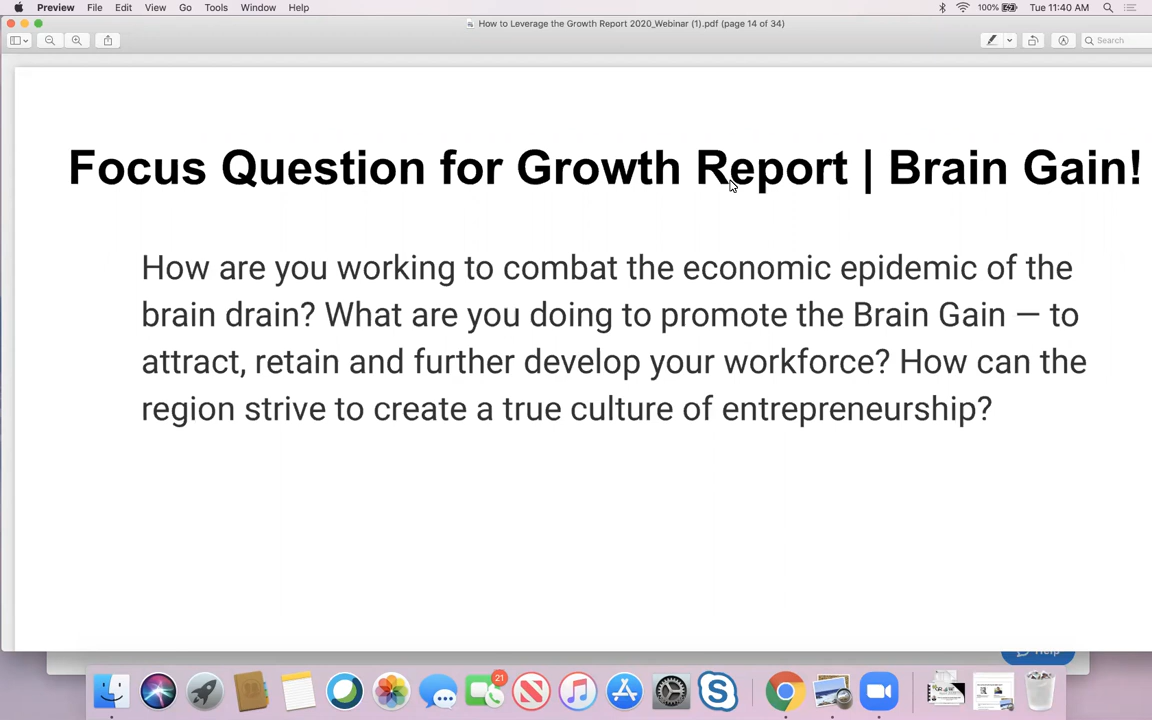 Preview File Edit View Go Tools Window Help 100% Tue 11:40 AM
How to Leverage the Growth Report 2020_Webinar (1).pdf (page 14 of 34)
Search
Focus Question for Growth Report | Brain Gain!
How are you working to combat the economic epidemic of the
brain drain? What are you doing to promote the Brain Gain — to
attract, retain and further develop your workforce? How can the
region strive to create a true culture of entrepreneurship?
Help
21